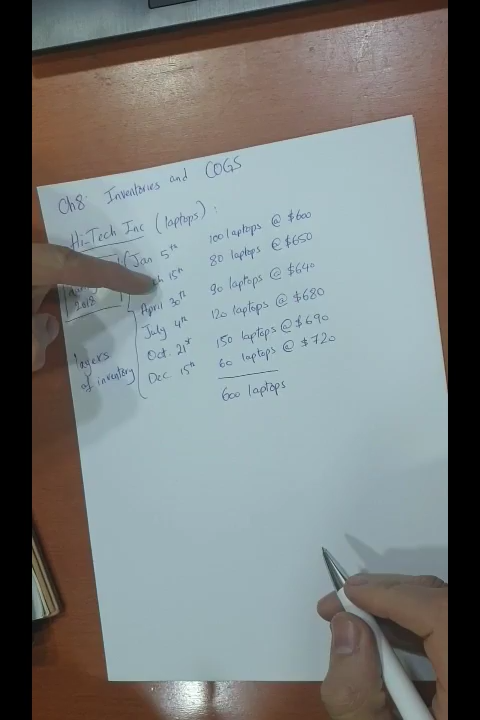 Ch8: Inventories and COGS
Hi-Tech Inc (laptops):
Jan 5th 100 laptops @ $600
15th 80 laptops @ $650
2018
April 30th 90 laptops @ $640
July 4th 120 laptops @ $680
layers of inventory
Oct. 21st 150 laptops @ $690
Dec. 15th 60 laptops @ $720
600 laptops